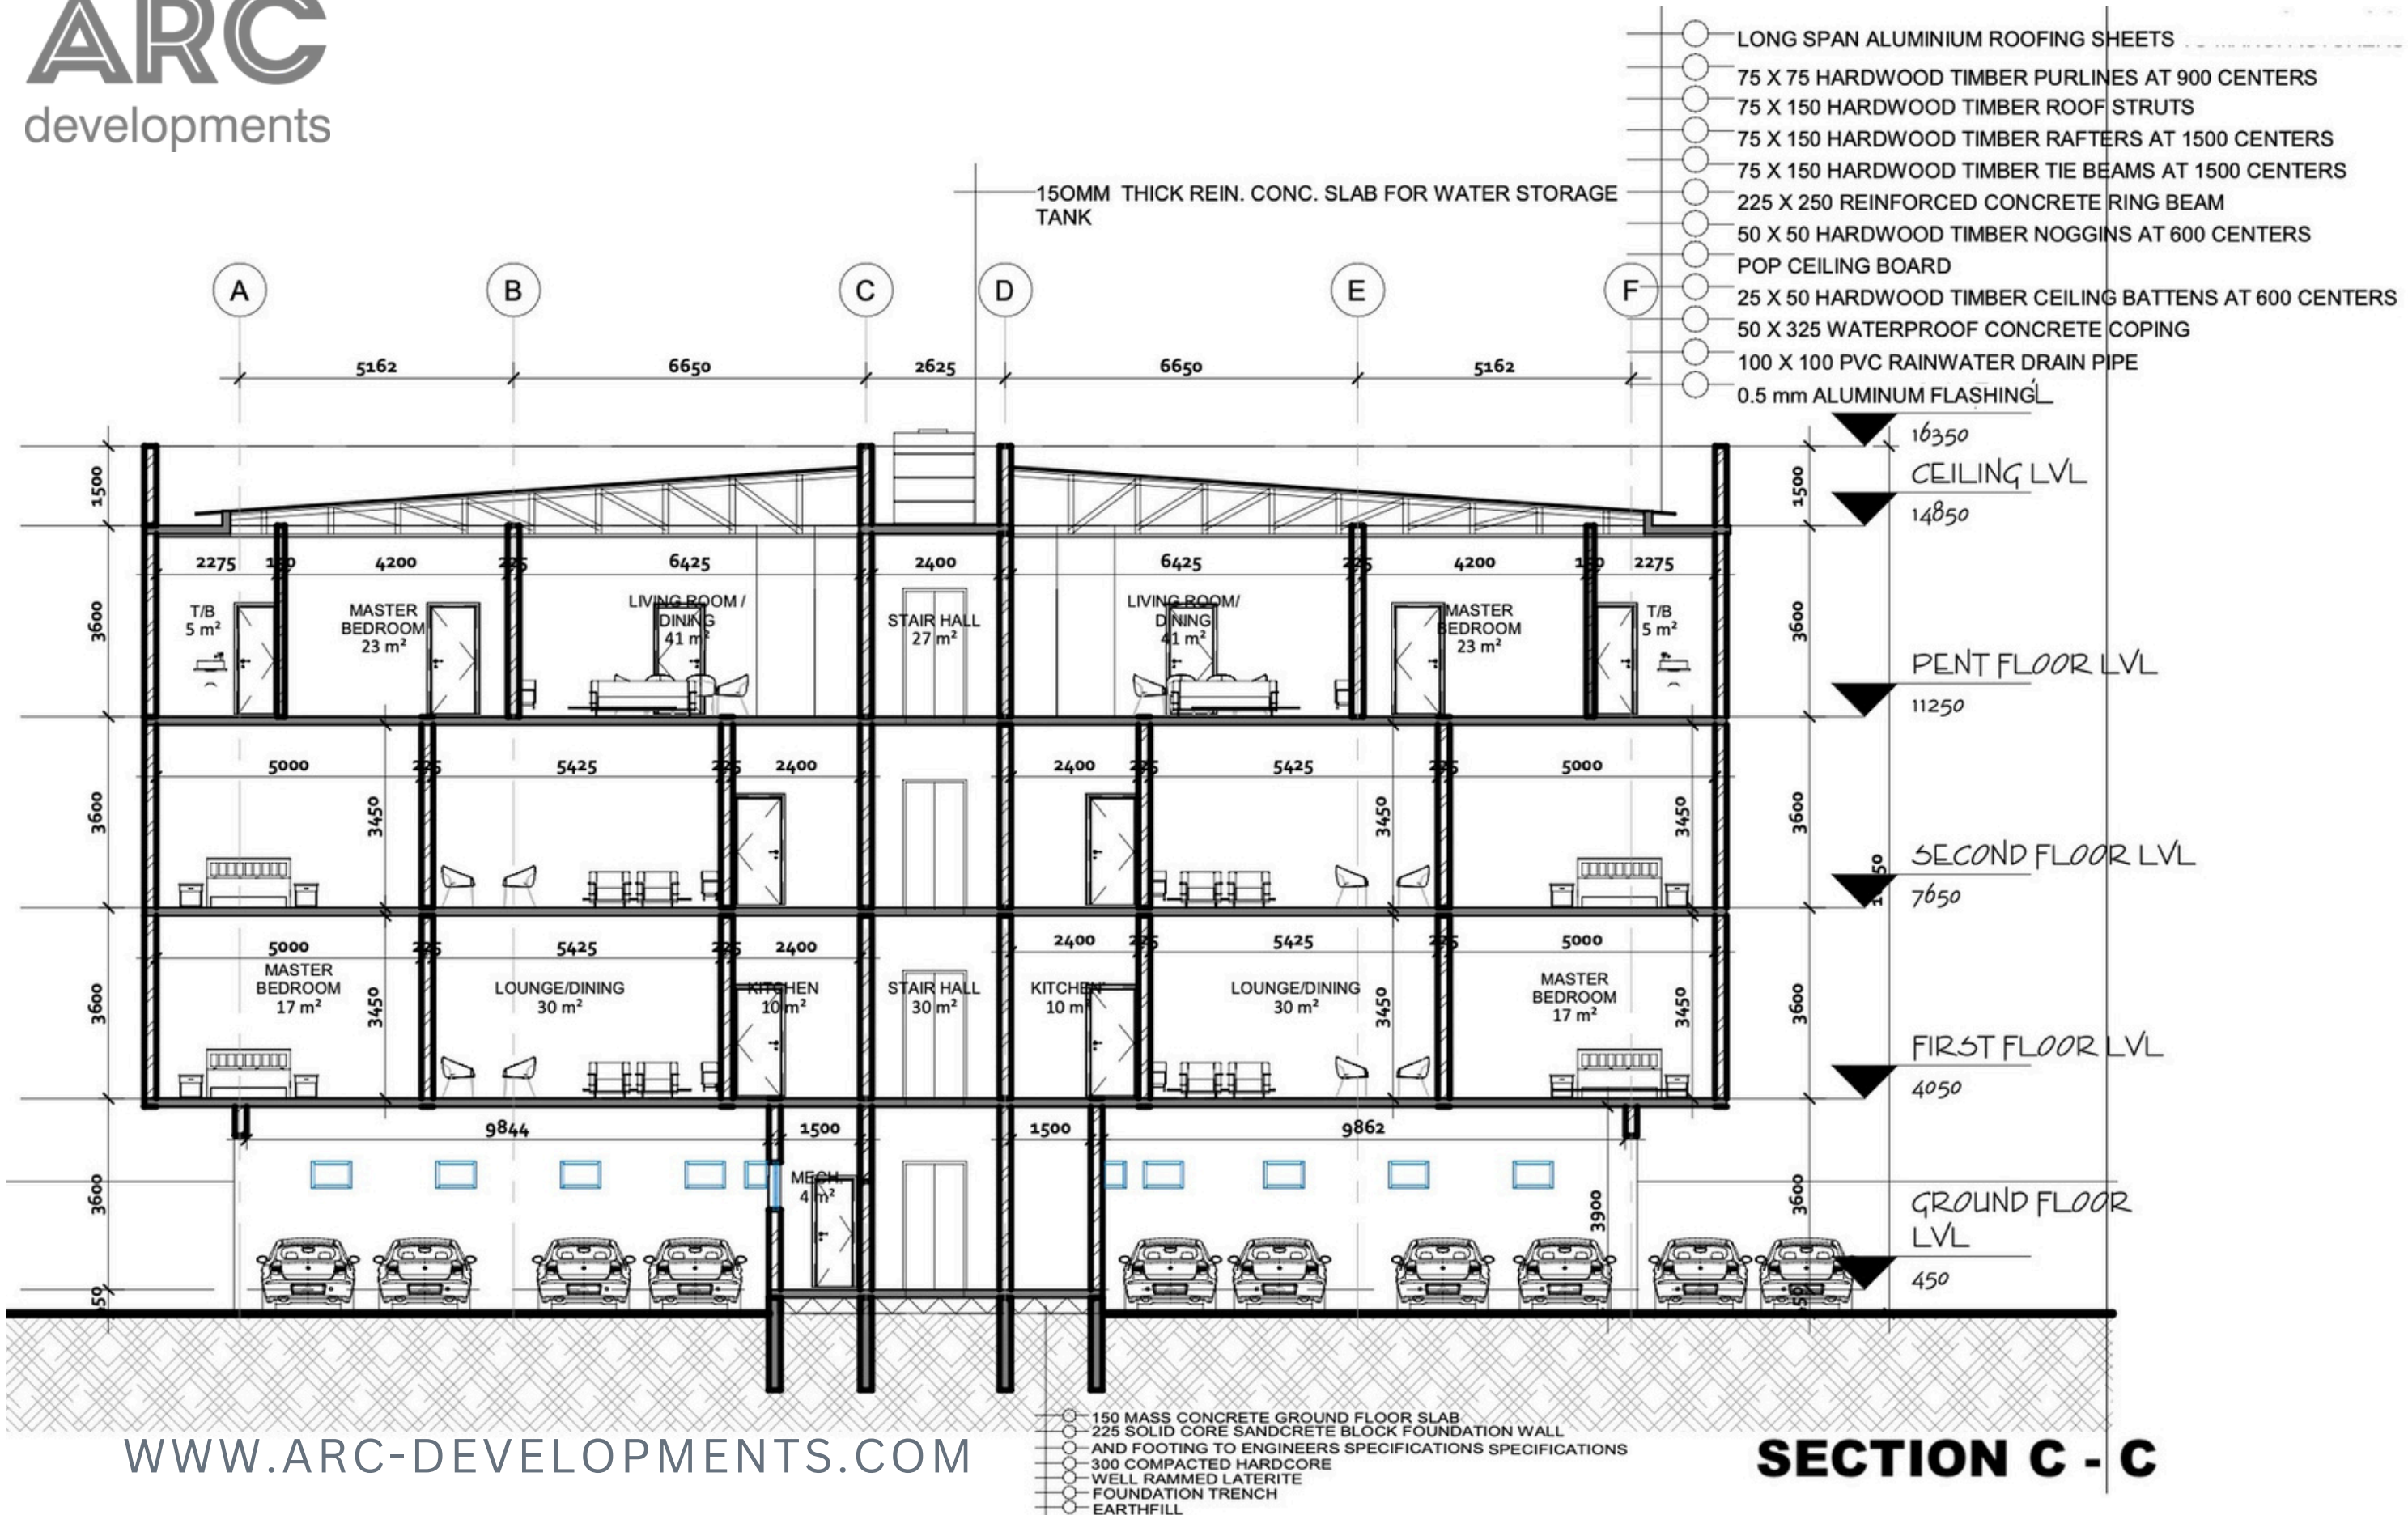 ARC
developments
LONG SPAN ALUMINIUM ROOFING SHEETS
75 X 75 HARDWOOD TIMBER PURLINES AT 900 CENTERS
75 X 150 HARDWOOD TIMBER ROOF STRUTS
75 X 150 HARDWOOD TIMBER RAFTERS AT 1500 CENTERS
75 X 150 HARDWOOD TIMBER TIE BEAMS AT 1500 CENTERS
225 X 250 REINFORCED CONCRETE RING BEAM
50 X 50 HARDWOOD TIMBER NOGGINS AT 600 CENTERS
POP CEILING BOARD
25 X 50 HARDWOOD TIMBER CEILING BATTENS AT 600 CENTERS
50 X 325 WATERPROOF CONCRETE COPING
100 X 100 PVC RAINWATER DRAIN PIPE
0.5 mm ALUMINUM FLASHING
150MM THICK REIN. CONC. SLAB FOR WATER STORAGE
TANK
A B C D E F
5162 6650 2625 6650 5162
16350
CEILING LVL
14850
1500 1500
2275 4200 6425 2400 6425 4200 2275
T/B
5 m²
MASTER
BEDROOM
23 m²
LIVING ROOM /
DINING
41 m²
STAIR HALL
27 m²
LIVING ROOM/
DINING
41 m²
MASTER
BEDROOM
23 m²
T/B
5 m²
3600 3600
PENT FLOOR LVL
11250
5000 225 5425 225 2400 2400 225 5425 225 5000
3600 3450 3450 3450 3600
SECOND FLOOR LVL
7650
5000 225 5425 225 2400 2400 225 5425 225 5000
MASTER
BEDROOM
17 m²
LOUNGE/DINING
30 m²
KITCHEN
10 m²
STAIR HALL
30 m²
KITCHEN
10 m²
LOUNGE/DINING
30 m²
MASTER
BEDROOM
17 m²
3600 3450 3450 3450 3600
FIRST FLOOR LVL
4050
9844 1500 1500 9862
MECH.
4 m²
3600 3900 3600
GROUND FLOOR
LVL
450
150 MASS CONCRETE GROUND FLOOR SLAB
225 SOLID CORE SANDCRETE BLOCK FOUNDATION WALL
AND FOOTING TO ENGINEERS SPECIFICATIONS SPECIFICATIONS
300 COMPACTED HARDCORE
WELL RAMMED LATERITE
FOUNDATION TRENCH
EARTHFILL
WWW.ARC-DEVELOPMENTS.COM
SECTION C - C